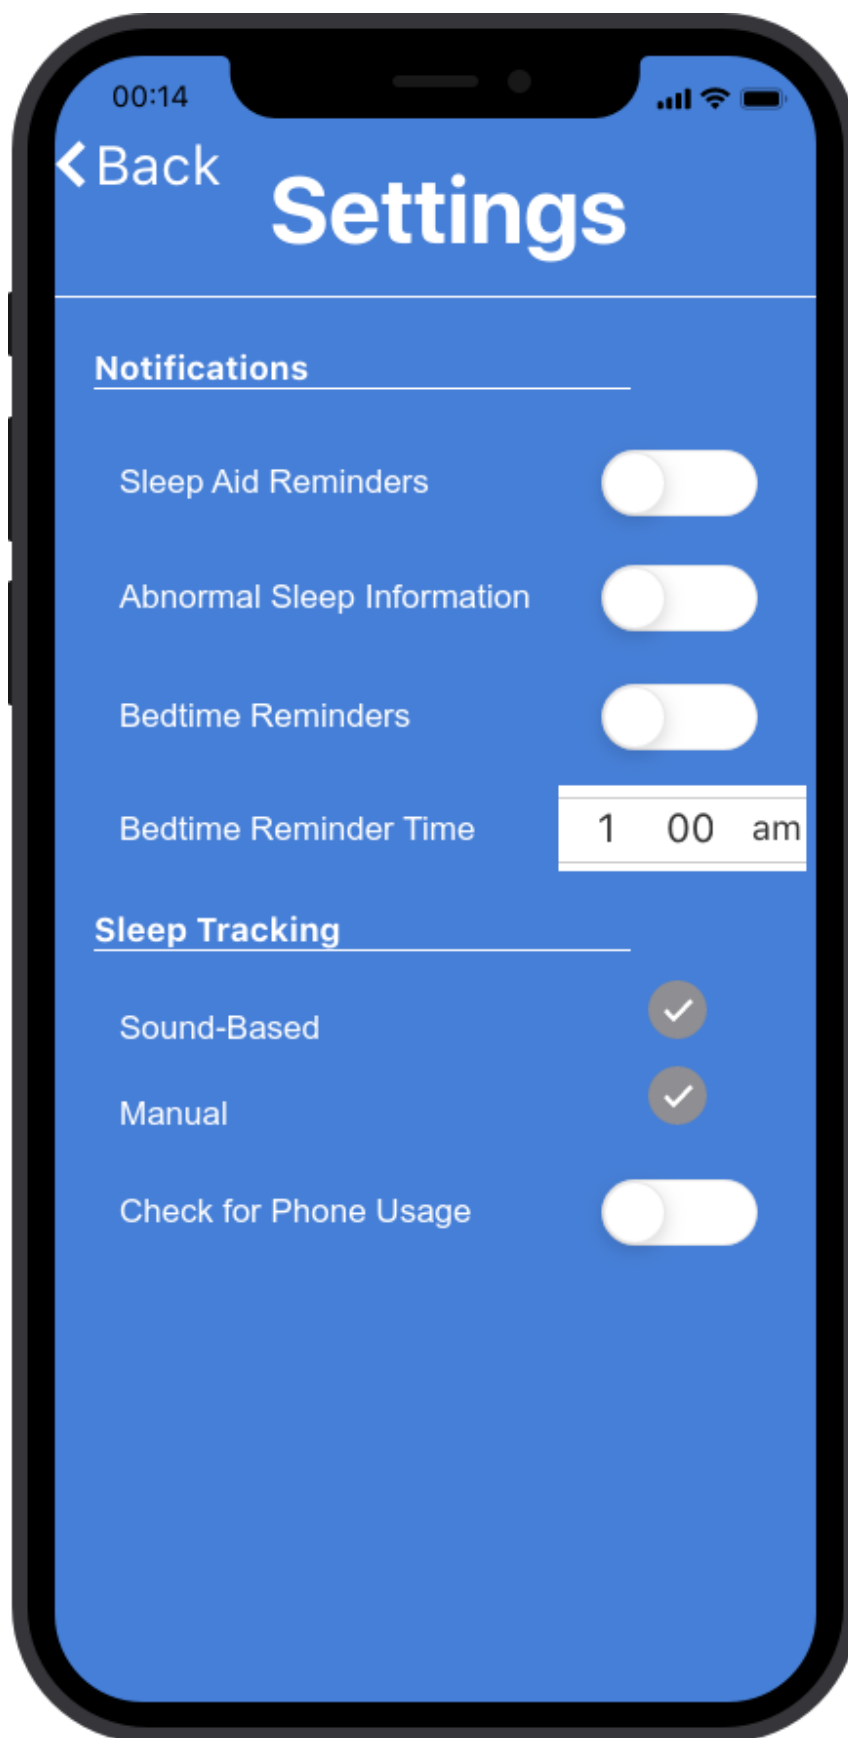 00:14
Back
Settings
Notifications
Sleep Aid Reminders
Abnormal Sleep Information
Bedtime Reminders
Bedtime Reminder Time 1 00 am
Sleep Tracking
Sound-Based
Manual
Check for Phone Usage